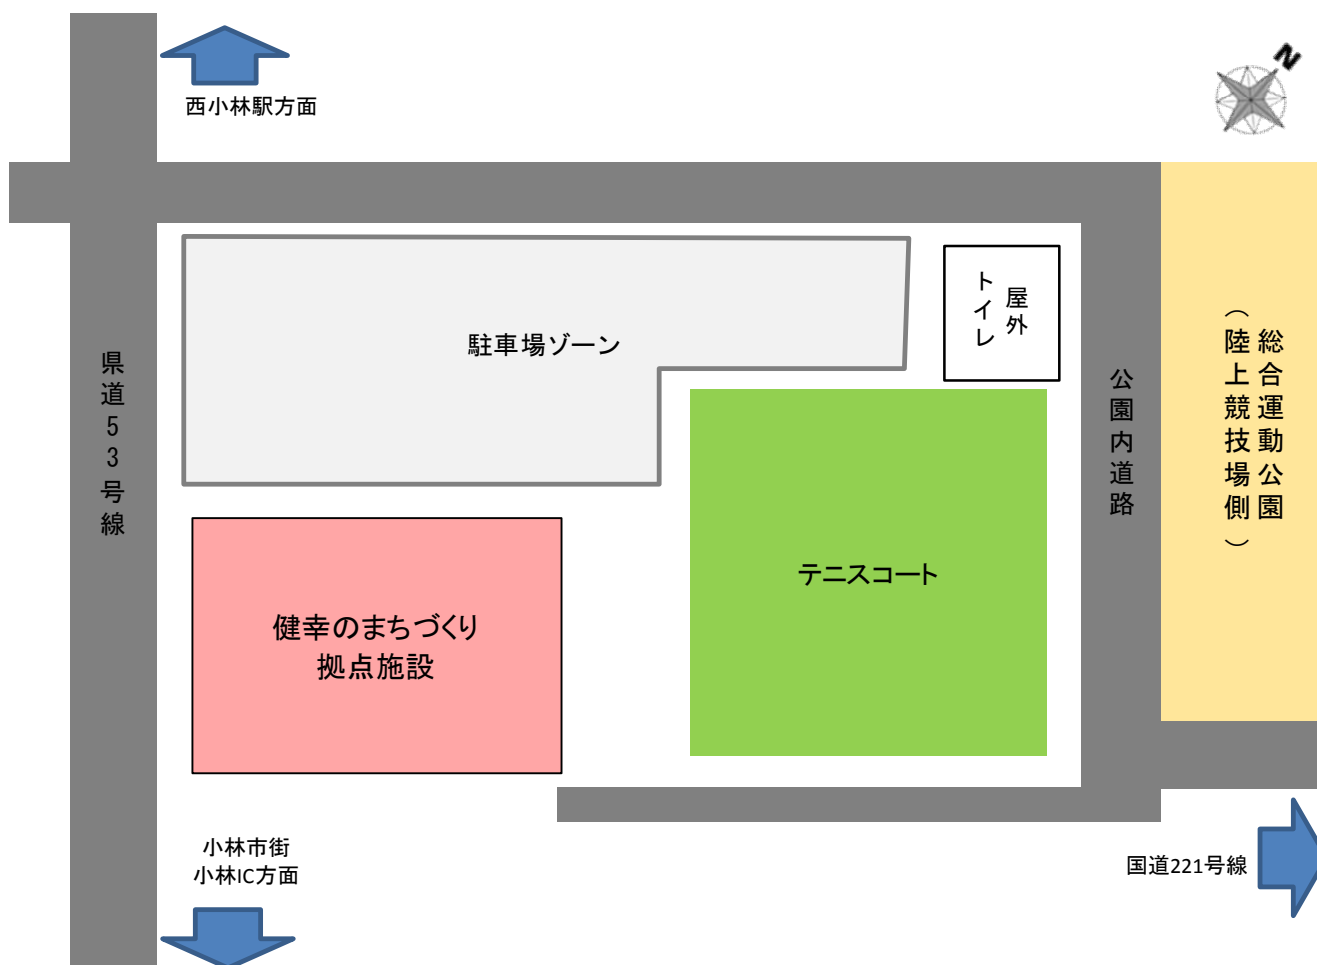 N
西小林駅方面
駐車場ゾーン
屋外
トイレ
県道53号線
公園内道路
総合運動公園
（陸上競技場側）
テニスコート
健幸のまちづくり
拠点施設
小林市街
小林IC方面
国道221号線